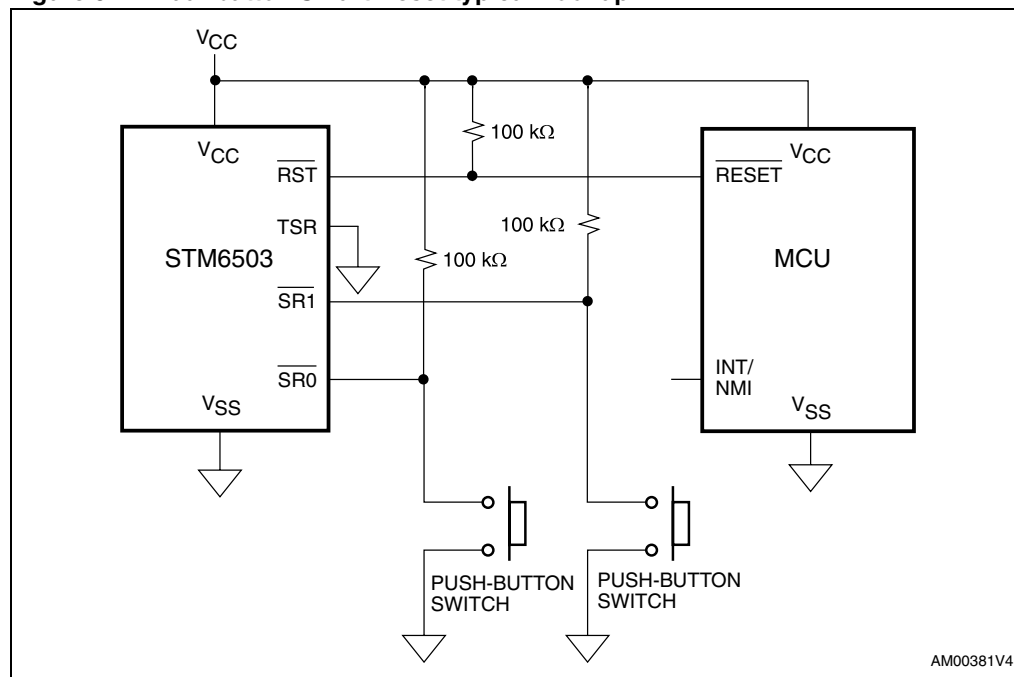 VCC
VCC
RST
TSR
STM6503
SR1
SR0
VSS
100 kΩ
100 kΩ
100 kΩ
VCC
RESET
MCU
INT/
NMI
VSS
PUSH-BUTTON
SWITCH
PUSH-BUTTON
SWITCH
AM00381V4